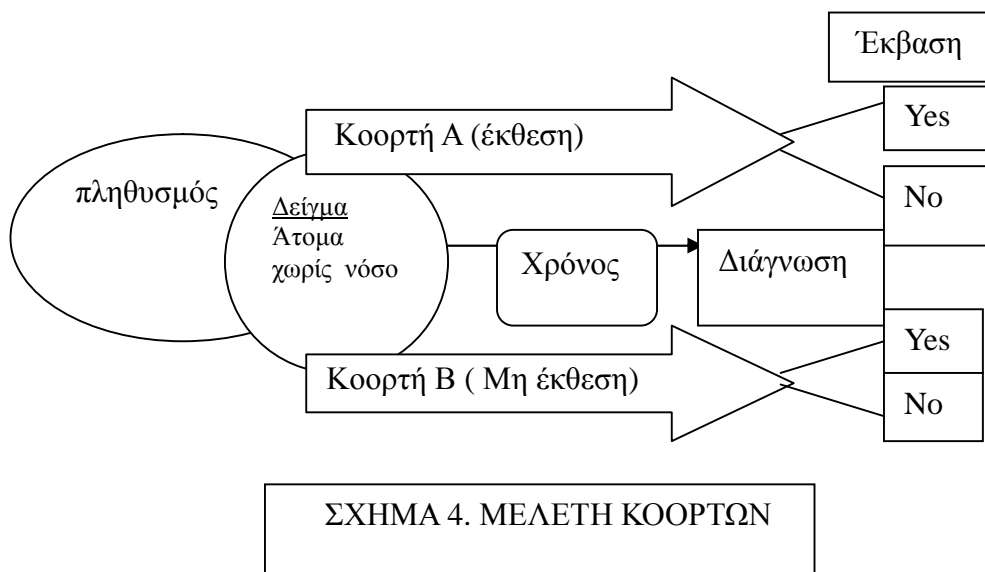 Έκβαση
Κοορτή Α (έκθεση)
Yes
No
πληθυσμός
Δείγμα
Άτομα
χωρίς νόσο
Χρόνος
Διάγνωση
Κοορτή Β ( Μη έκθεση)
Yes
No
ΣΧΗΜΑ 4. ΜΕΛΕΤΗ ΚΟΟΡΤΩΝ